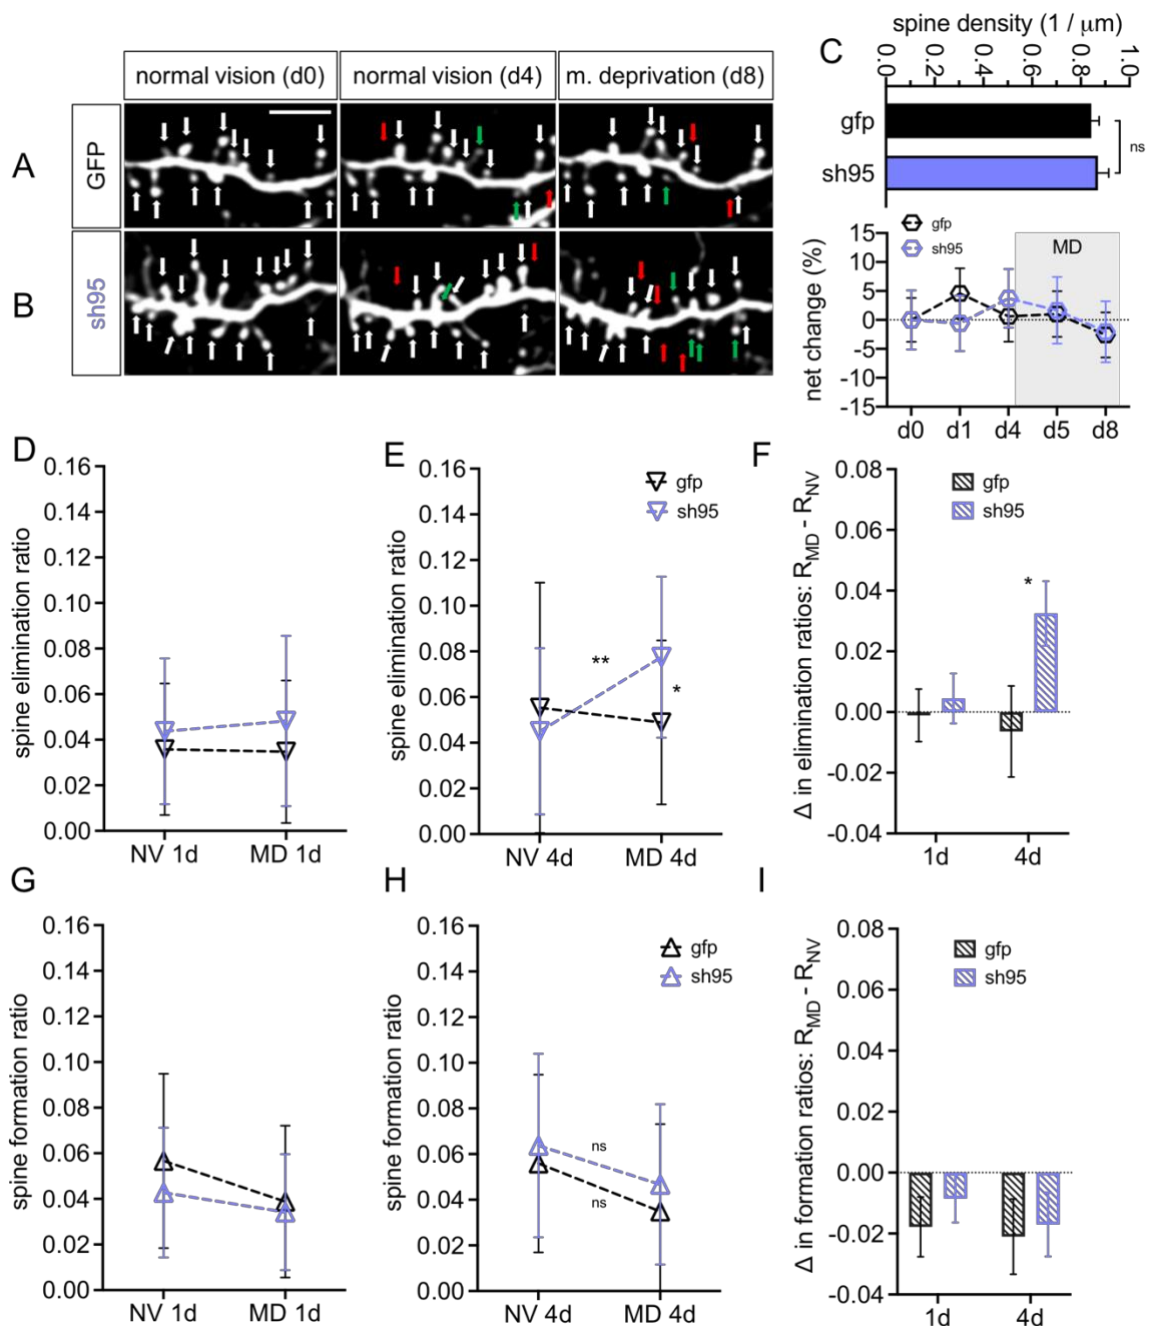 normal vision (d0)
normal vision (d4)
m. deprivation (d8)
A
GFP
B
sh95
C
spine density (1 / μm)
0.0
0.2
0.4
0.6
0.8
1.0
gfp
sh95
ns
gfp
sh95
MD
net change (%)
15
10
5
0
-5
-10
-15
d0
d1
d4
d5
d8
D
spine elimination ratio
0.16
0.14
0.12
0.10
0.08
0.06
0.04
0.02
0.00
NV 1d
MD 1d
E
spine elimination ratio
0.16
0.14
0.12
0.10
0.08
0.06
0.04
0.02
0.00
gfp
sh95
**
*
NV 4d
MD 4d
F
Δ in elimination ratios: RMD - RNV
0.08
0.06
0.04
0.02
0.00
-0.02
-0.04
gfp
sh95
*
1d
4d
G
spine formation ratio
0.16
0.14
0.12
0.10
0.08
0.06
0.04
0.02
0.00
NV 1d
MD 1d
H
spine formation ratio
0.16
0.14
0.12
0.10
0.08
0.06
0.04
0.02
0.00
gfp
sh95
ns
ns
NV 4d
MD 4d
I
Δ in formation ratios: RMD - RNV
0.08
0.06
0.04
0.02
0.00
-0.02
-0.04
gfp
sh95
1d
4d